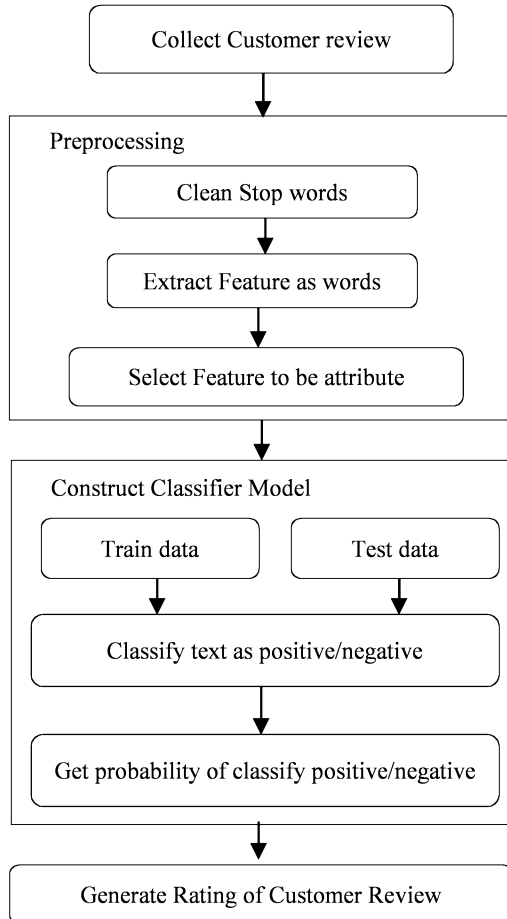 Collect Customer review
Preprocessing
Clean Stop words
Extract Feature as words
Select Feature to be attribute
Construct Classifier Model
Train data
Test data
Classify text as positive/negative
Get probability of classify positive/negative
Generate Rating of Customer Review